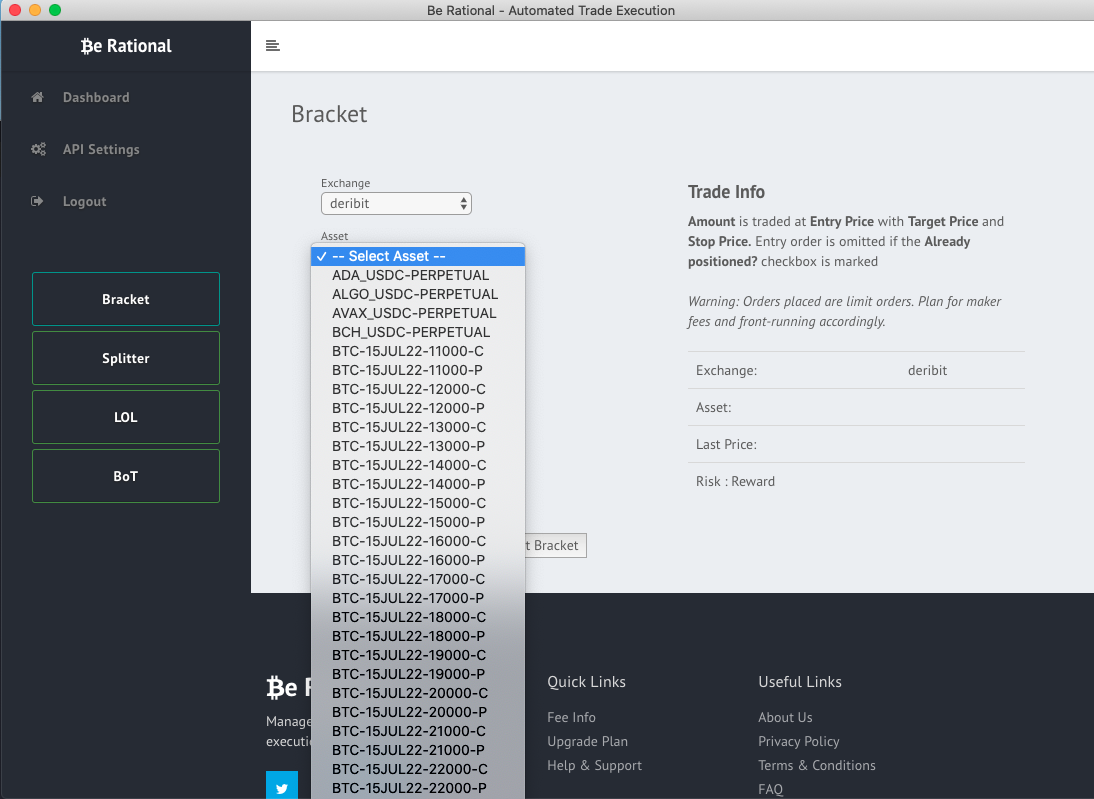 Be Rational - Automated Trade Execution
₿e Rational
Dashboard
API Settings
Logout
Bracket
Splitter
LOL
BoT
Bracket
Exchange
deribit
Asset
✓ -- Select Asset --
ADA_USDC-PERPETUAL
ALGO_USDC-PERPETUAL
AVAX_USDC-PERPETUAL
BCH_USDC-PERPETUAL
BTC-15JUL22-11000-C
BTC-15JUL22-11000-P
BTC-15JUL22-12000-C
BTC-15JUL22-12000-P
BTC-15JUL22-13000-C
BTC-15JUL22-13000-P
BTC-15JUL22-14000-C
BTC-15JUL22-14000-P
BTC-15JUL22-15000-C
BTC-15JUL22-15000-P
BTC-15JUL22-16000-C
BTC-15JUL22-16000-P
BTC-15JUL22-17000-C
BTC-15JUL22-17000-P
BTC-15JUL22-18000-C
BTC-15JUL22-18000-P
BTC-15JUL22-19000-C
BTC-15JUL22-19000-P
BTC-15JUL22-20000-C
BTC-15JUL22-20000-P
BTC-15JUL22-21000-C
BTC-15JUL22-21000-P
BTC-15JUL22-22000-C
BTC-15JUL22-22000-P
t Bracket
Trade Info
Amount is traded at Entry Price with Target Price and
Stop Price. Entry order is omitted if the Already
positioned? checkbox is marked
Warning: Orders placed are limit orders. Plan for maker
fees and front-running accordingly.
Exchange: deribit
Asset:
Last Price:
Risk : Reward
₿e
Manage
Quick Links
Fee Info
Upgrade Plan
Help & Support
Useful Links
About Us
Privacy Policy
Terms & Conditions
FAQ